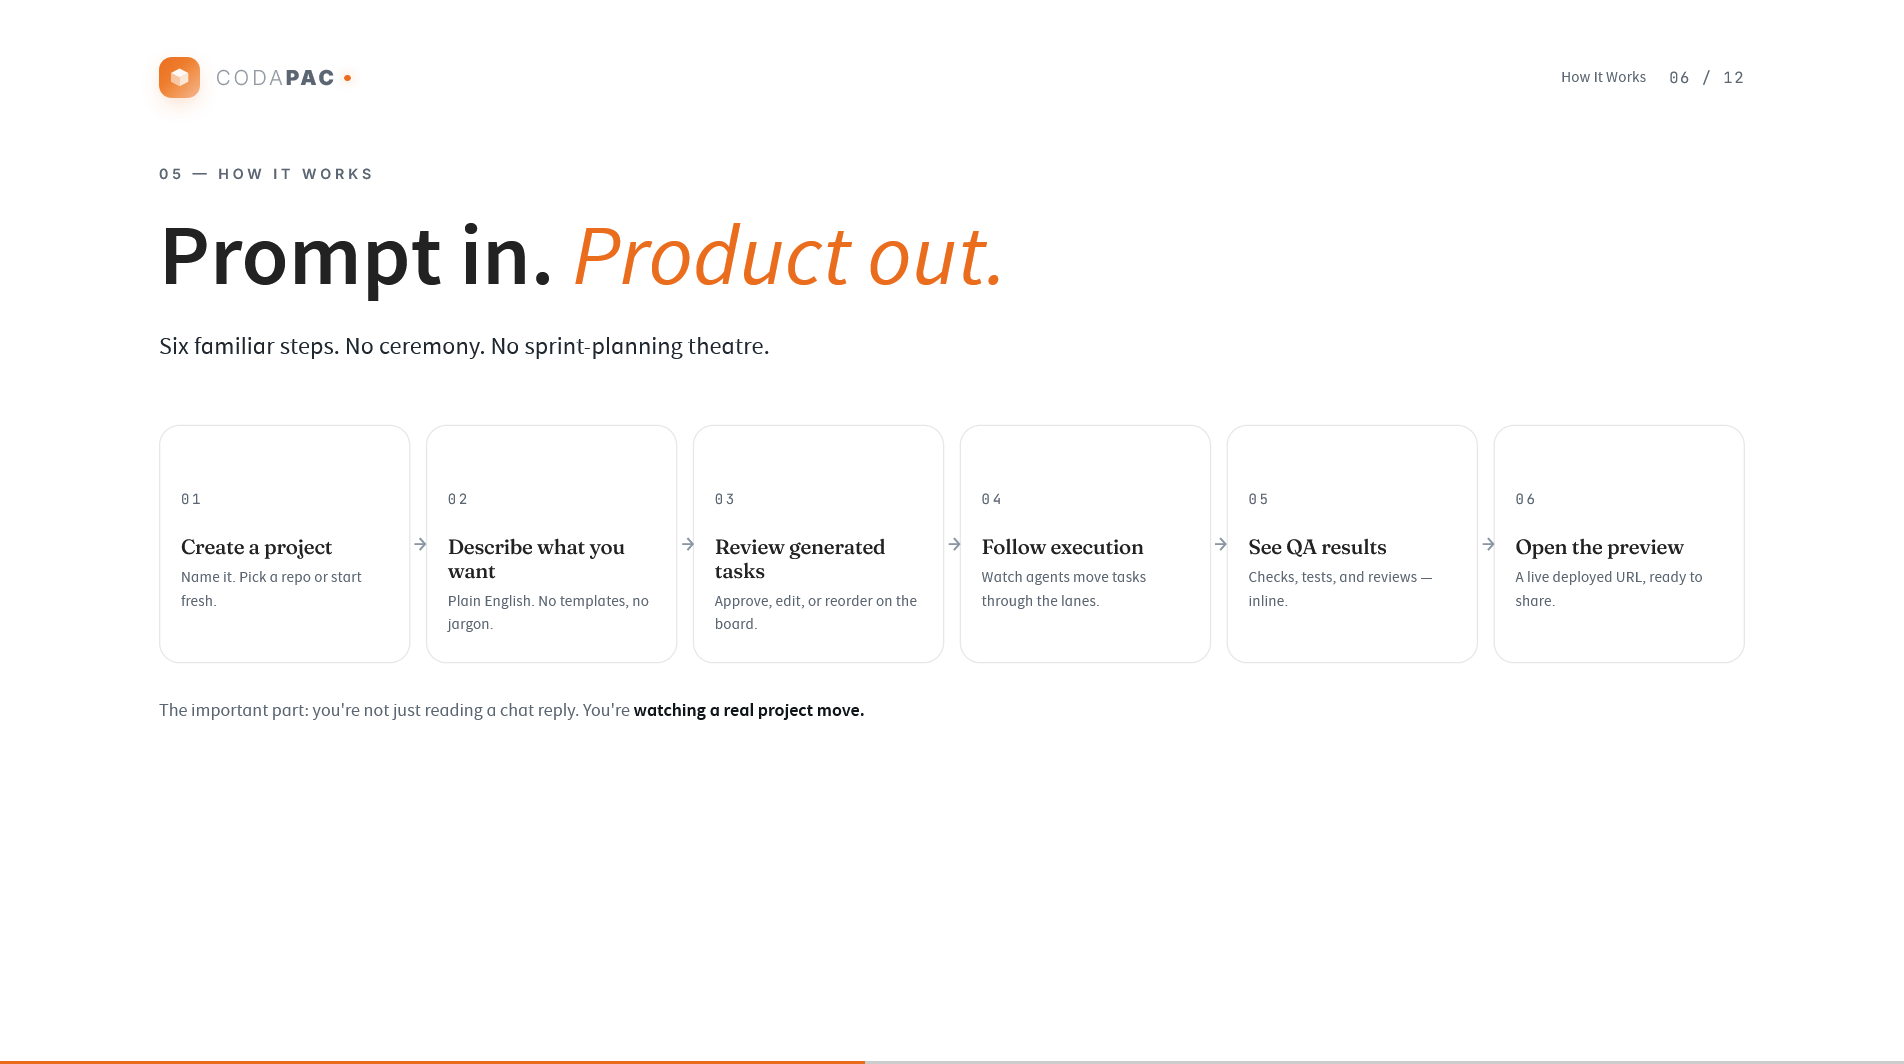 CODAPAC
How It Works 06 / 12
05 — HOW IT WORKS
Prompt in. Product out.
Six familiar steps. No ceremony. No sprint-planning theatre.
01
Create a project
Name it. Pick a repo or start
fresh.
→
02
Describe what you
want
Plain English. No templates, no
jargon.
→
03
Review generated
tasks
Approve, edit, or reorder on the
board.
→
04
Follow execution
Watch agents move tasks
through the lanes.
→
05
See QA results
Checks, tests, and reviews —
inline.
→
06
Open the preview
A live deployed URL, ready to
share.
The important part: you're not just reading a chat reply. You're watching a real project move.